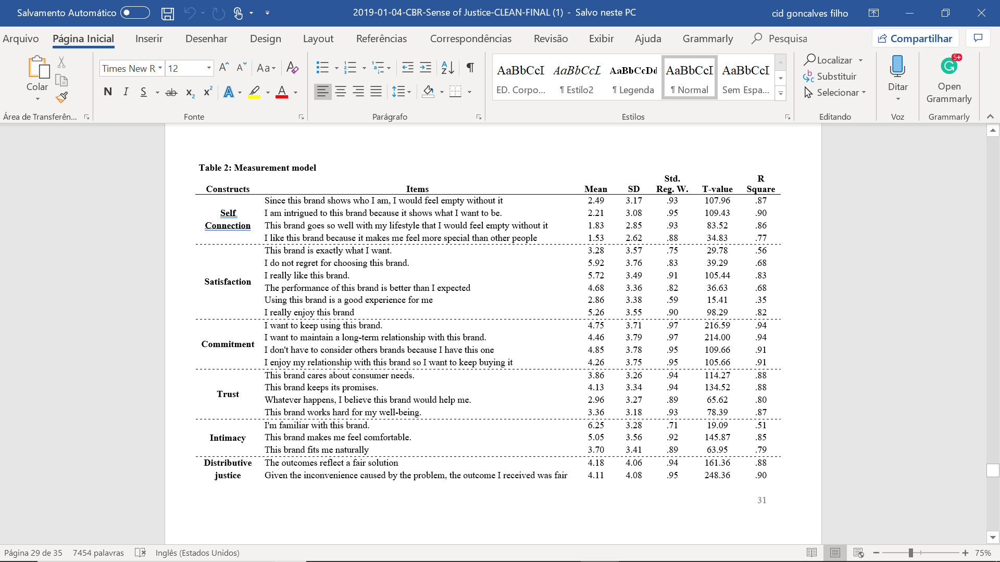 Salvamento Automático
2019-01-04-CBR-Sense of Justice-CLEAN-FINAL (1) - Salvo neste PC
cid goncalves filho
Arquivo Página Inicial Inserir Desenhar Design Layout Referências Correspondências Revisão Exibir Ajuda Grammarly Pesquisa Compartilhar
Colar
Área de Transferên...
Times New R 12
Aa
N I S ab x₂ x² A A
Fonte
Parágrafo
AaBbCcI AaBbCcL AaBbCcDd AaBbCcI AaBbCcI
ED. Corpo... ¶ Estilo2 ¶ Legenda ¶ Normal Sem Espa...
Estilos
Localizar
Substituir
Selecionar
Editando
Ditar
Voz
5+
Open
Grammarly
Grammarly
Table 2: Measurement model
Constructs Items Mean SD Std. Reg. W. T-value R Square
Self Connection
Since this brand shows who I am, I would feel empty without it 2.49 3.17 .93 107.96 .87
I am intrigued to this brand because it shows what I want to be. 2.21 3.08 .95 109.43 .90
This brand goes so well with my lifestyle that I would feel empty without it 1.83 2.85 .93 83.52 .86
I like this brand because it makes me feel more special than other people 1.53 2.62 .88 34.83 .77
Satisfaction
This brand is exactly what I want. 3.28 3.57 .75 29.78 .56
I do not regret for choosing this brand. 5.92 3.76 .83 39.29 .68
I really like this brand. 5.72 3.49 .91 105.44 .83
The performance of this brand is better than I expected 4.68 3.36 .82 36.63 .68
Using this brand is a good experience for me 2.86 3.38 .59 15.41 .35
I really enjoy this brand 5.26 3.55 .90 98.29 .82
Commitment
I want to keep using this brand. 4.75 3.71 .97 216.59 .94
I want to maintain a long-term relationship with this brand. 4.46 3.79 .97 214.00 .94
I don't have to consider others brands because I have this one 4.85 3.78 .95 109.66 .91
I enjoy my relationship with this brand so I want to keep buying it 4.26 3.75 .95 105.66 .91
Trust
This brand cares about consumer needs. 3.86 3.26 .94 114.27 .88
This brand keeps its promises. 4.13 3.34 .94 134.52 .88
Whatever happens, I believe this brand would help me. 2.96 3.27 .89 65.62 .80
This brand works hard for my well-being. 3.36 3.18 .93 78.39 .87
Intimacy
I'm familiar with this brand. 6.25 3.28 .71 19.09 .51
This brand makes me feel comfortable. 5.05 3.56 .92 145.87 .85
This brand fits me naturally 3.70 3.41 .89 63.95 .79
Distributive justice
The outcomes reflect a fair solution 4.18 4.06 .94 161.36 .88
Given the inconvenience caused by the problem, the outcome I received was fair 4.11 4.08 .95 248.36 .90
31
Página 29 de 35 7454 palavras Inglês (Estados Unidos) 75%